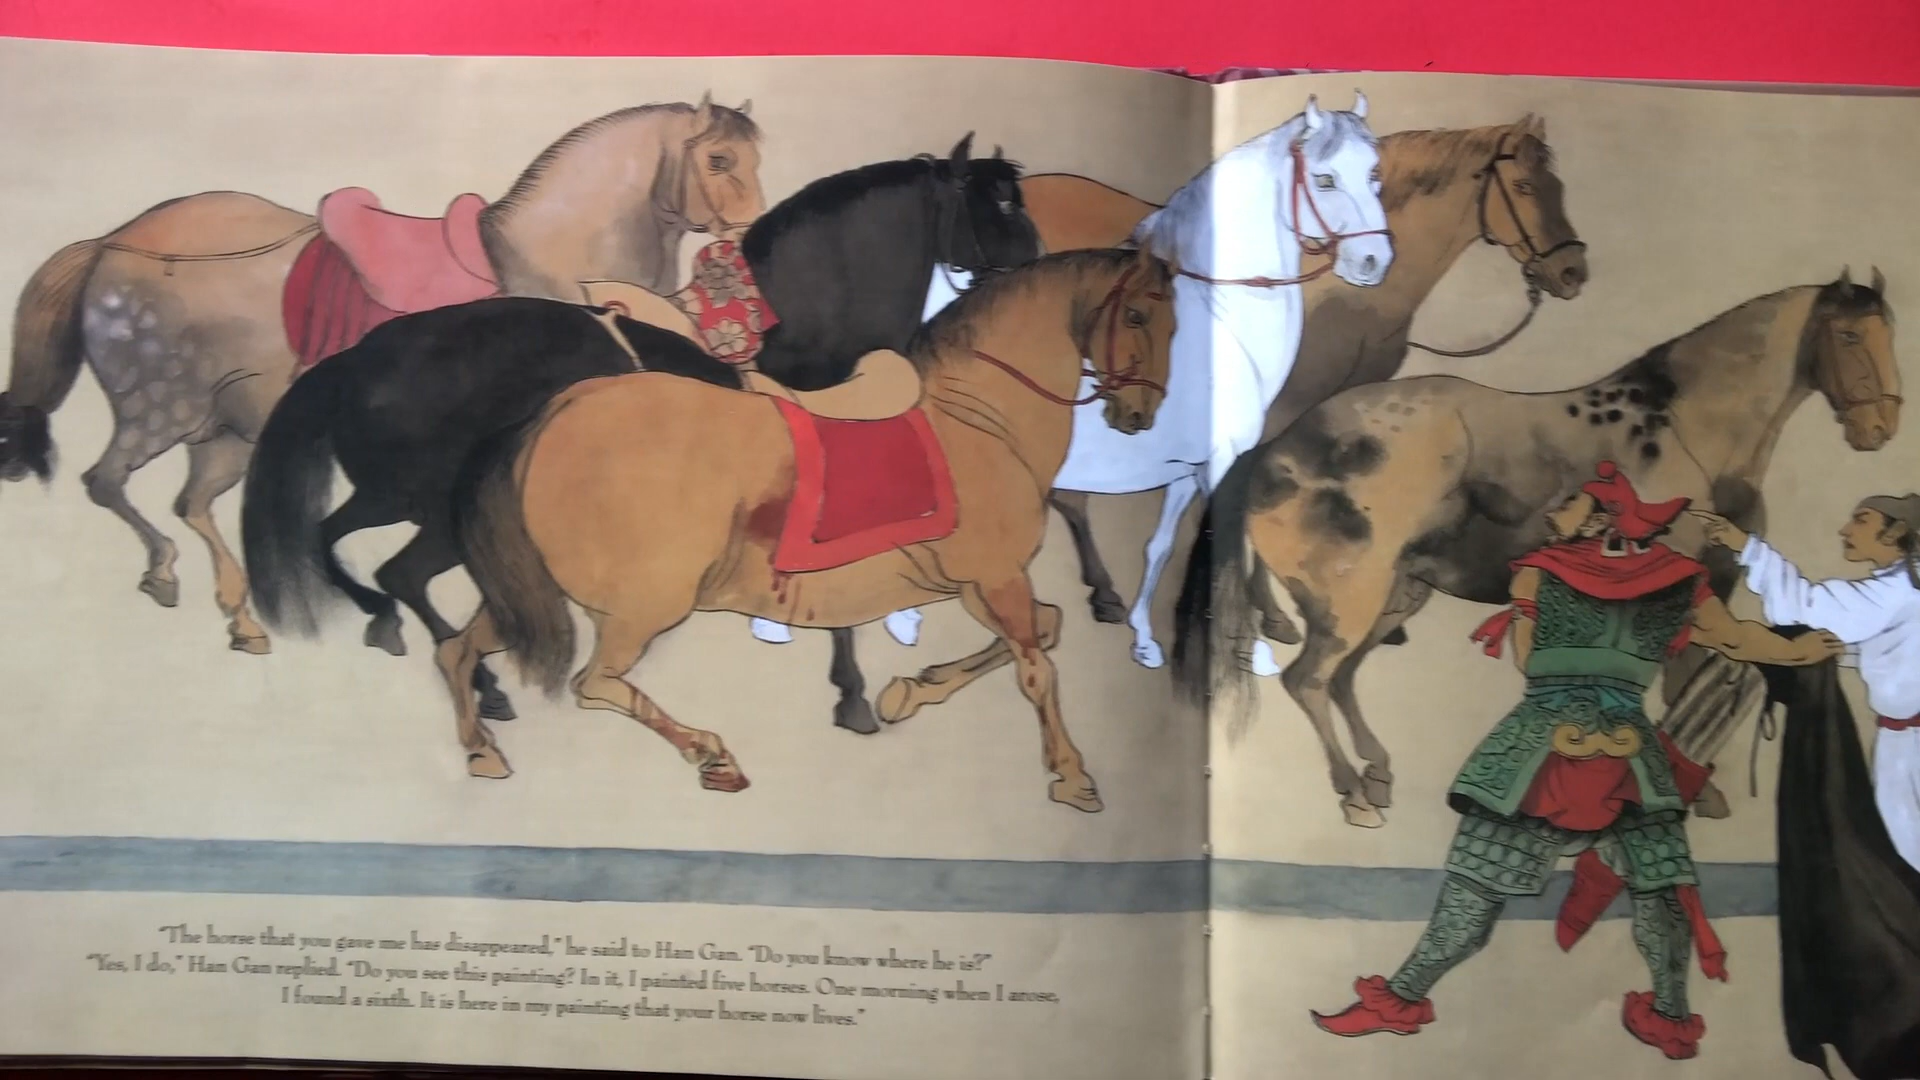 “The horse that you gave me has disappeared,” he said to Han Gan. “Do you know where he is?”
“Yes, I do,” Han Gan replied. “Do you see this painting? In it, I painted five horses. One morning when I arose,
I found a sixth. It is here in my painting that your horse now lives.”